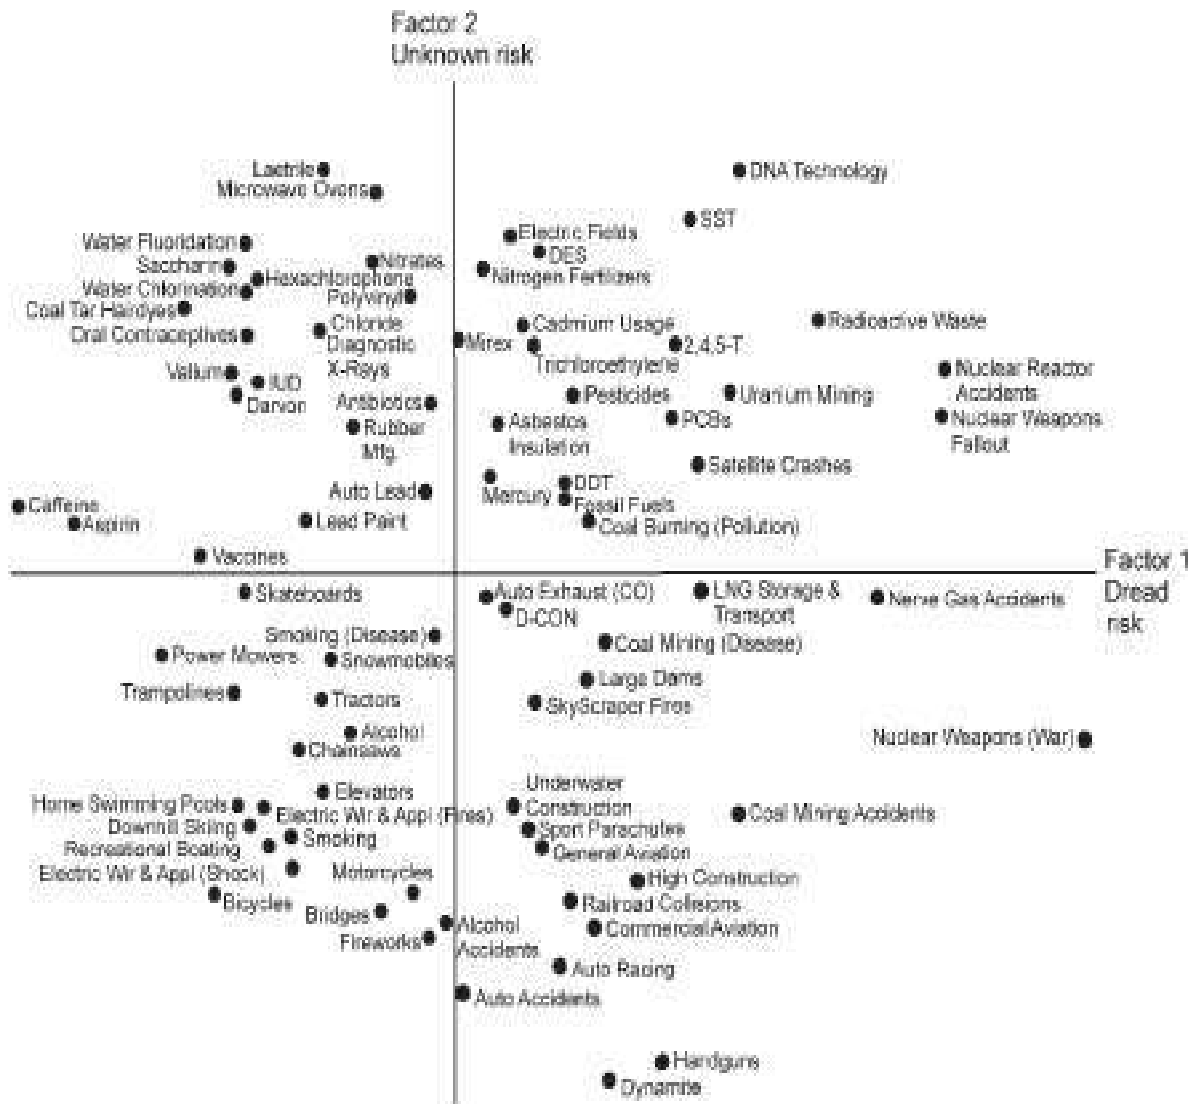 Factor 2
Unknown risk
Laetrile
Microwave Ovens
DNA Technology
SST
Water Fluoridation
Electric Fields
DES
Saccharin
Nitrates
Nitrogen Fertilizers
Hexachlorophene
Water Chlorination
Polyvinyl
Coal Tar Hairdyes
Chloride
Oral Contraceptives
Diagnostic
X-Rays
Mirex
Cadmium Usage
Radioactive Waste
2,4,5-T
Trichloroethylene
Valium
IUD
Darvon
Nuclear Reactor
Accidents
Antibiotics
Pesticides
Uranium Mining
Rubber
Mfg.
Asbestos
Insulation
PCBs
Nuclear Weapons
Fallout
Satellite Crashes
Auto Lead
Mercury
DDT
Fossil Fuels
Caffeine
Aspirin
Lead Paint
Coal Burning (Pollution)
Vaccines
Factor 1
Dread
risk
Skateboards
Auto Exhaust (CO)
D-CON
LNG Storage &
Transport
Nerve Gas Accidents
Smoking (Disease)
Coal Mining (Disease)
Power Mowers
Snowmobiles
Trampolines
Tractors
Large Dams
SkyScraper Fires
Alcohol
Chainsaws
Nuclear Weapons (War)
Elevators
Underwater
Construction
Home Swimming Pools
Electric Wir & Appl (Fires)
Coal Mining Accidents
Downhill Skiing
Smoking
Sport Parachutes
Recreational Boating
General Aviation
Electric Wir & Appl (Shock)
Motorcycles
High Construction
Bicycles
Bridges
Railroad Collisions
Fireworks
Alcohol
Accidents
Commercial Aviation
Auto Racing
Auto Accidents
Handguns
Dynamite